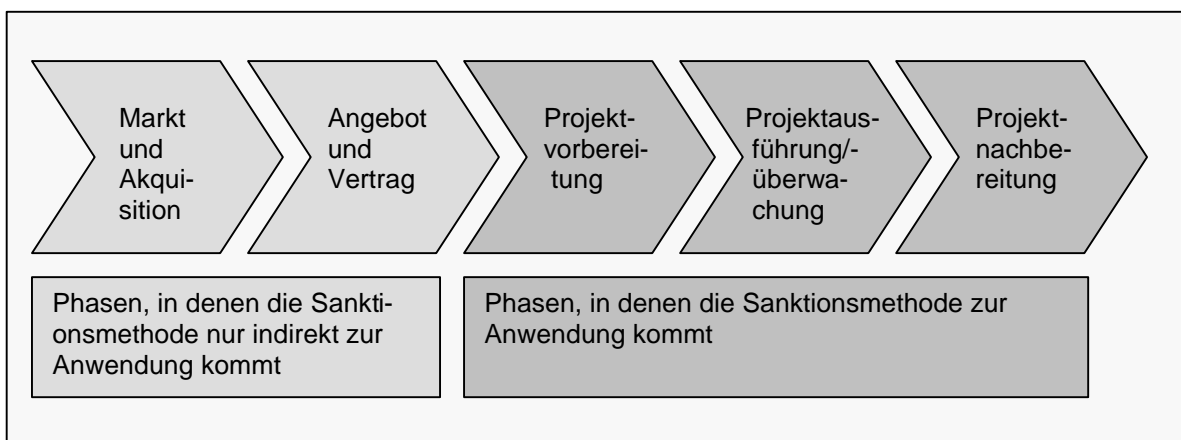 Markt
und
Akqui-
sition
Angebot
und
Vertrag
Projekt-
vorberei-
tung
Projektaus-
führung/-
überwa-
chung
Projekt-
nachbe-
reitung
Phasen, in denen die Sankti-
onsmethode nur indirekt zur
Anwendung kommt
Phasen, in denen die Sanktionsmethode zur
Anwendung kommt